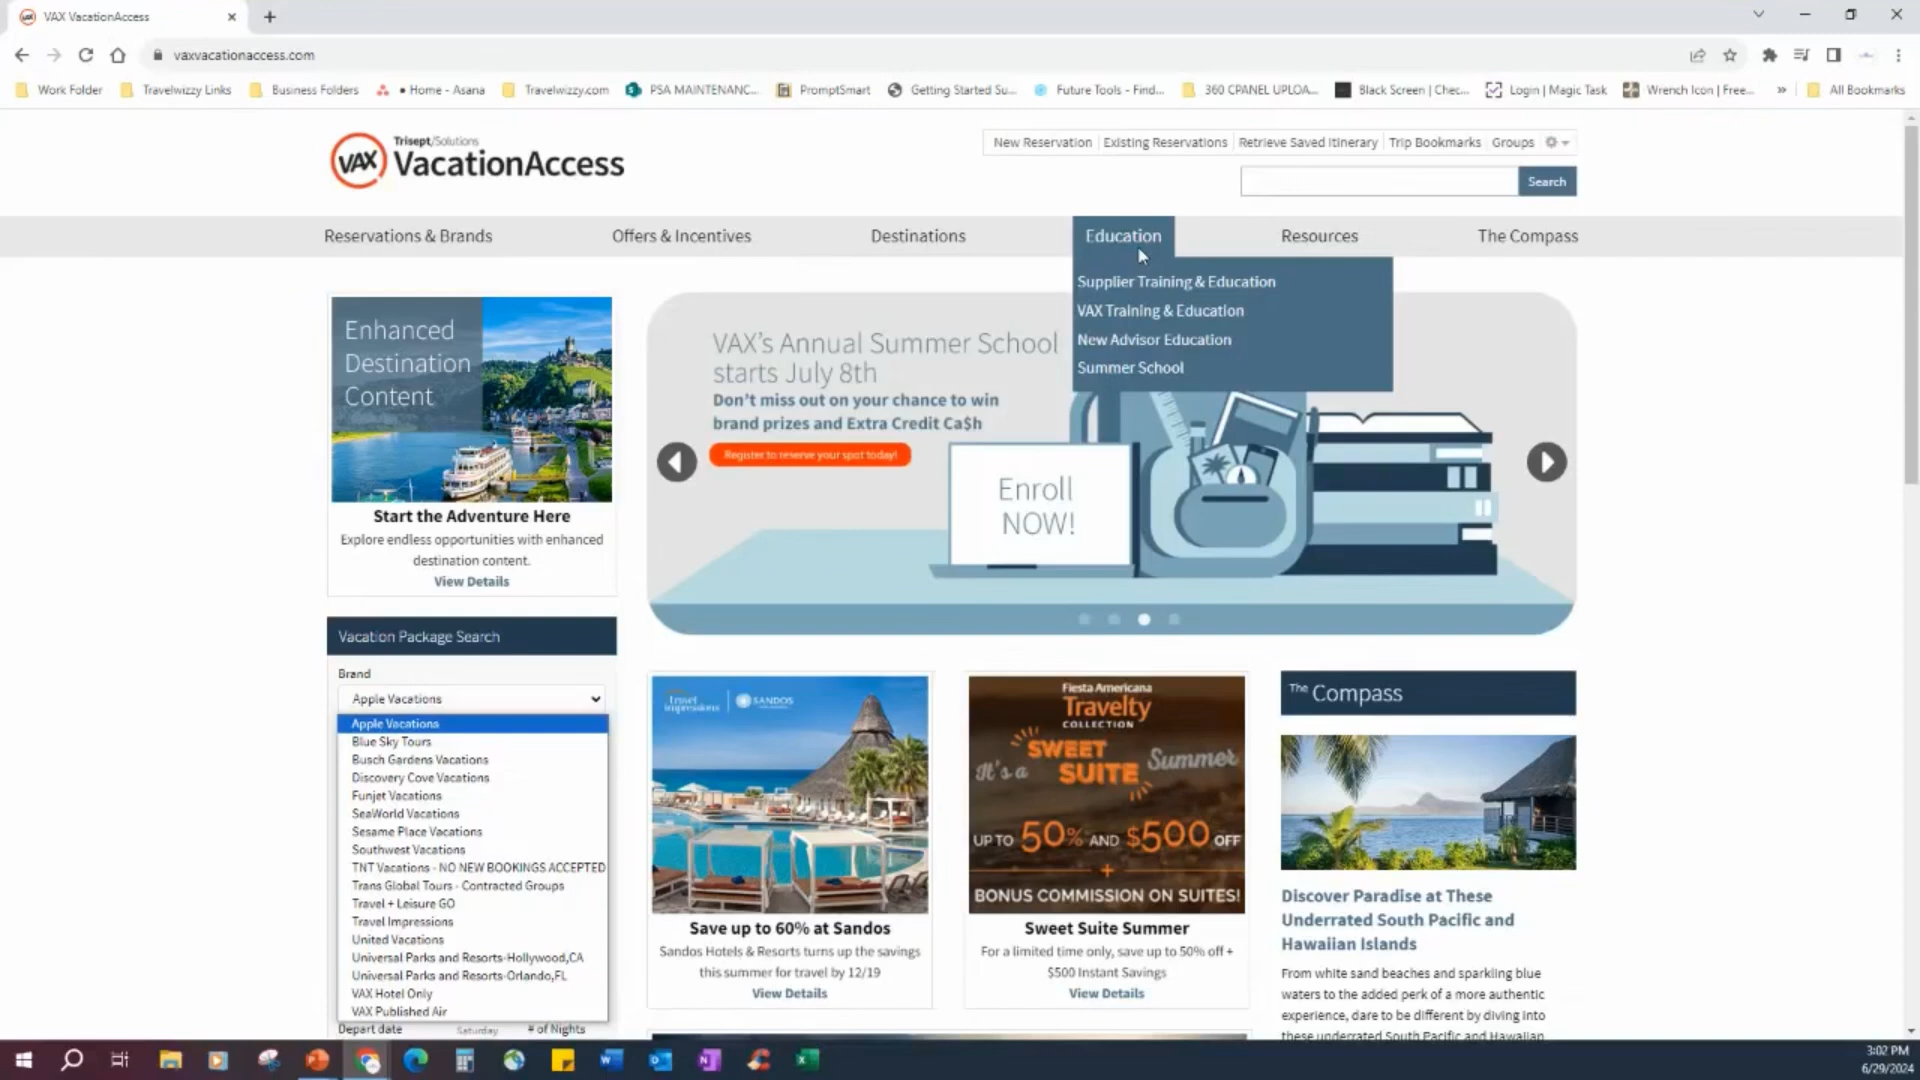 VAX VacationAccess
vaxvacationaccess.com
Work Folder
Travelwizzy Links
Business Folders
• Home - Asana
Travelwizzy.com
PSA MAINTENANC...
PromptSmart
Getting Started Su...
Future Tools - Find...
360 CPANEL UPLOA...
Black Screen | Chec...
Login | Magic Task
Wrench Icon | Free...
»
All Bookmarks
VAX
Trisept/Solutions
VacationAccess
New Reservation
Existing Reservations
Retrieve Saved Itinerary
Trip Bookmarks
Groups
Search
Reservations & Brands
Offers & Incentives
Destinations
Education
Resources
The Compass
Supplier Training & Education
VAX Training & Education
New Advisor Education
Summer School
Enhanced
Destination
Content
Start the Adventure Here
Explore endless opportunities with enhanced
destination content.
View Details
VAX's Annual Summer School
starts July 8th
Don't miss out on your chance to win
brand prizes and Extra Credit Ca$h
Register to reserve your spot today!
Enroll
NOW!
Vacation Package Search
Brand
Apple Vacations
Apple Vacations
Blue Sky Tours
Busch Gardens Vacations
Discovery Cove Vacations
Funjet Vacations
SeaWorld Vacations
Sesame Place Vacations
Southwest Vacations
TNT Vacations - NO NEW BOOKINGS ACCEPTED
Trans Global Tours - Contracted Groups
Travel + Leisure GO
Travel Impressions
United Vacations
Universal Parks and Resorts-Hollywood,CA
Universal Parks and Resorts-Orlando,FL
VAX Hotel Only
VAX Published Air
Depart date
Saturday
# of Nights
travel impressions
SANDOS
Save up to 60% at Sandos
Sandos Hotels & Resorts turns up the savings
this summer for travel by 12/19
View Details
Fiesta Americana
Travelty
COLLECTION
It's a SWEET SUITE Summer
UP TO 50% AND $500 OFF
+
BONUS COMMISSION ON SUITES!
Sweet Suite Summer
For a limited time only, save up to 50% off +
$500 Instant Savings
View Details
The Compass
Discover Paradise at These
Underrated South Pacific and
Hawaiian Islands
From white sand beaches and sparkling blue
waters to the added perk of a more authentic
experience, dare to be different by diving into
these underrated South Pacific and Hawaiian
3:02 PM
6/29/2024